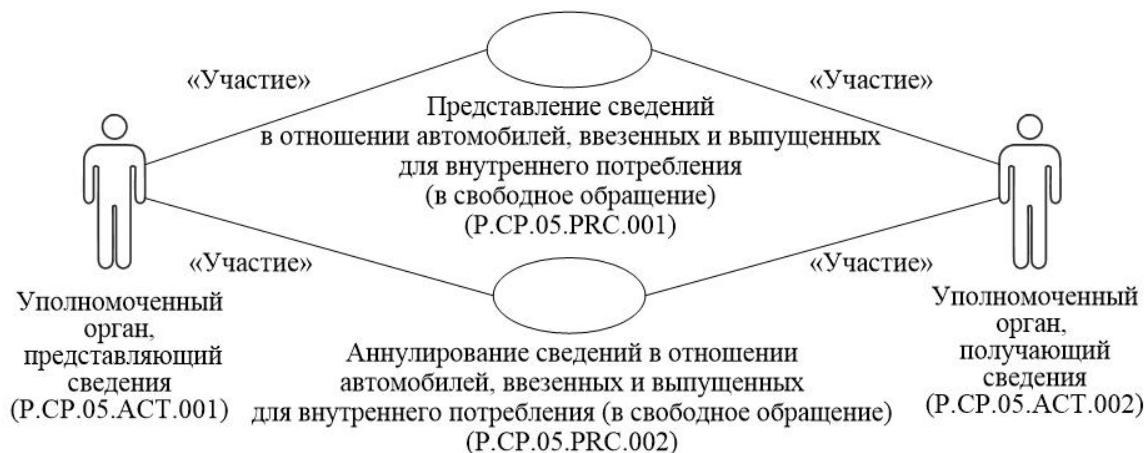 «Участие»
«Участие»
Представление сведений
в отношении автомобилей, ввезенных и выпущенных
для внутреннего потребления
(в свободное обращение)
(P.CP.05.PRC.001)
«Участие»
«Участие»
Уполномоченный
орган,
представляющий
сведения
(P.CP.05.ACT.001)
Уполномоченный
орган,
получающий
сведения
(P.CP.05.ACT.002)
Аннулирование сведений в отношении
автомобилей, ввезенных и выпущенных
для внутреннего потребления (в свободное обращение)
(P.CP.05.PRC.002)